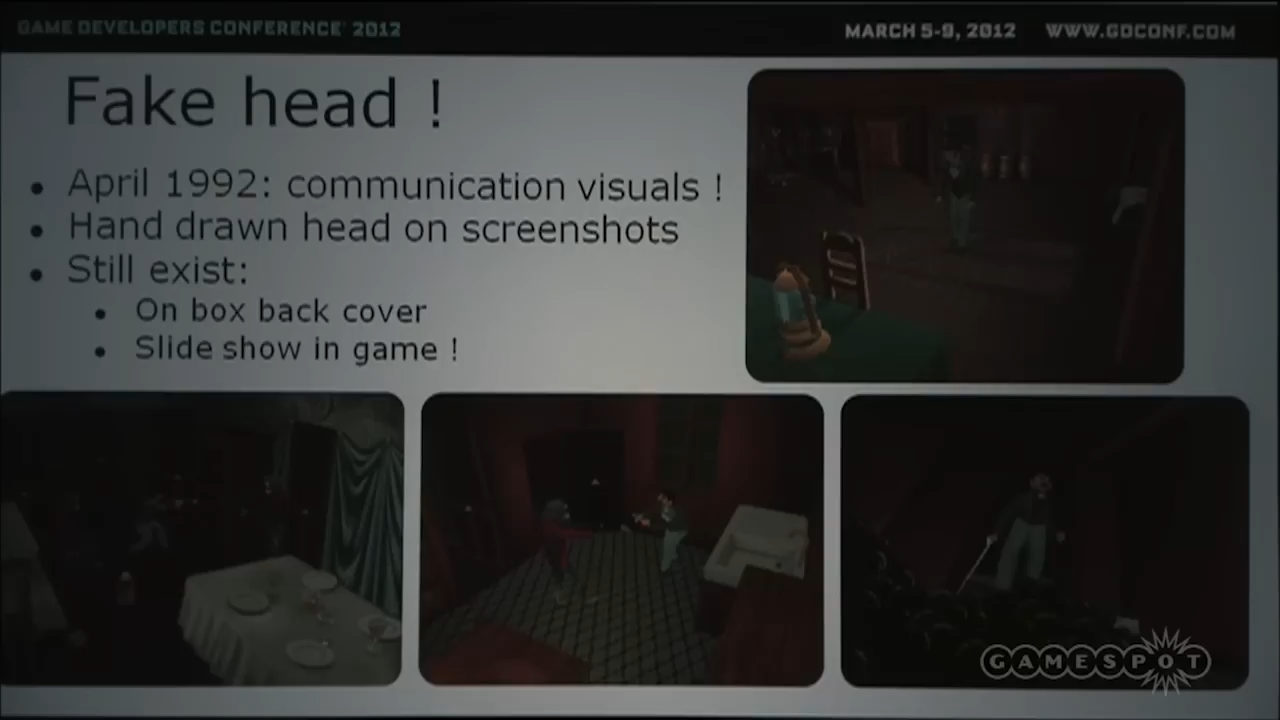 GAME DEVELOPERS CONFERENCE 2012
MARCH 5-9, 2012 WWW.GDCONF.COM
Fake head !
• April 1992: communication visuals !
• Hand drawn head on screenshots
• Still exist:
• On box back cover
• Slide show in game !
GAMESPOT